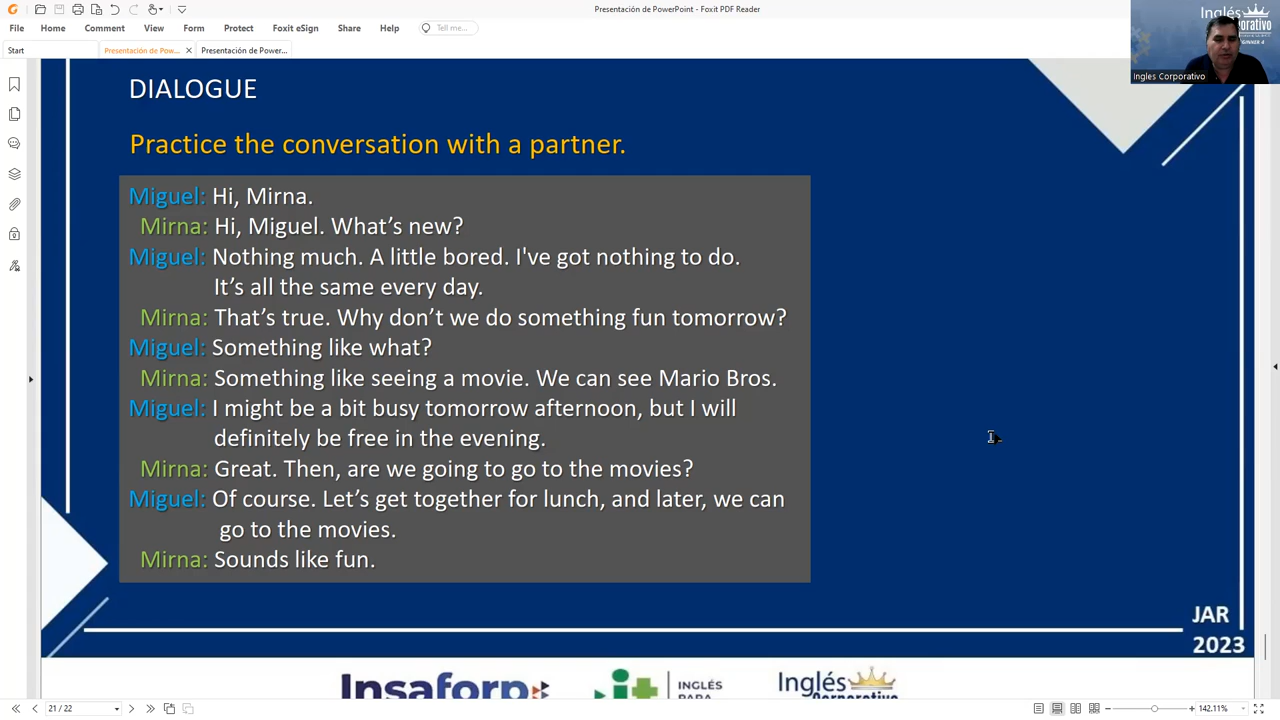 Presentación de PowerPoint - Foxit PDF Reader
File Home Comment View Form Protect Foxit eSign Share Help Tell me...
Start Presentación de Pow... Presentación de Power...
Inglés
BEGINNER 4
Ingles Corporativo
DIALOGUE
Practice the conversation with a partner.
Miguel: Hi, Mirna.
Mirna: Hi, Miguel. What's new?
Miguel: Nothing much. A little bored. I've got nothing to do.
It's all the same every day.
Mirna: That's true. Why don't we do something fun tomorrow?
Miguel: Something like what?
Mirna: Something like seeing a movie. We can see Mario Bros.
Miguel: I might be a bit busy tomorrow afternoon, but I will
definitely be free in the evening.
Mirna: Great. Then, are we going to go to the movies?
Miguel: Of course. Let's get together for lunch, and later, we can
go to the movies.
Mirna: Sounds like fun.
JAR
2023
Insaforp
INGLÉS
PARA
Inglés
Corporativo
21 / 22
142.11%